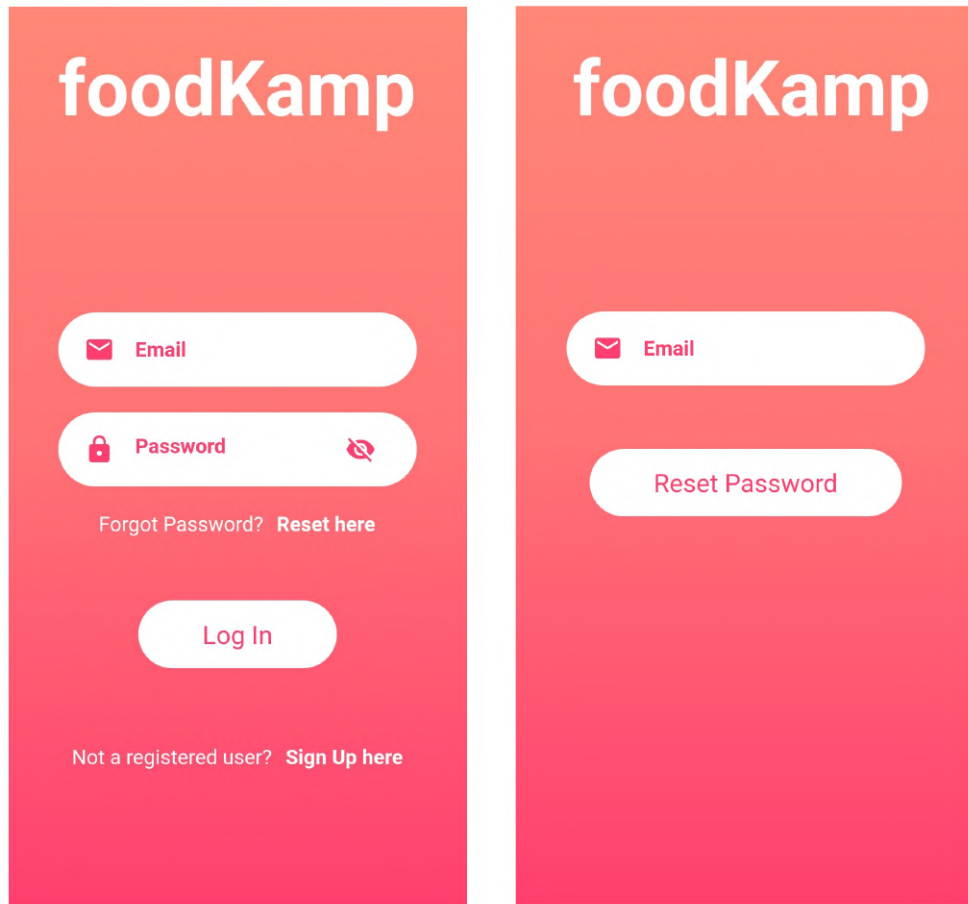 foodKamp
Email
Password
Forgot Password? Reset here
Log In
Not a registered user? Sign Up here
foodKamp
Email
Reset Password